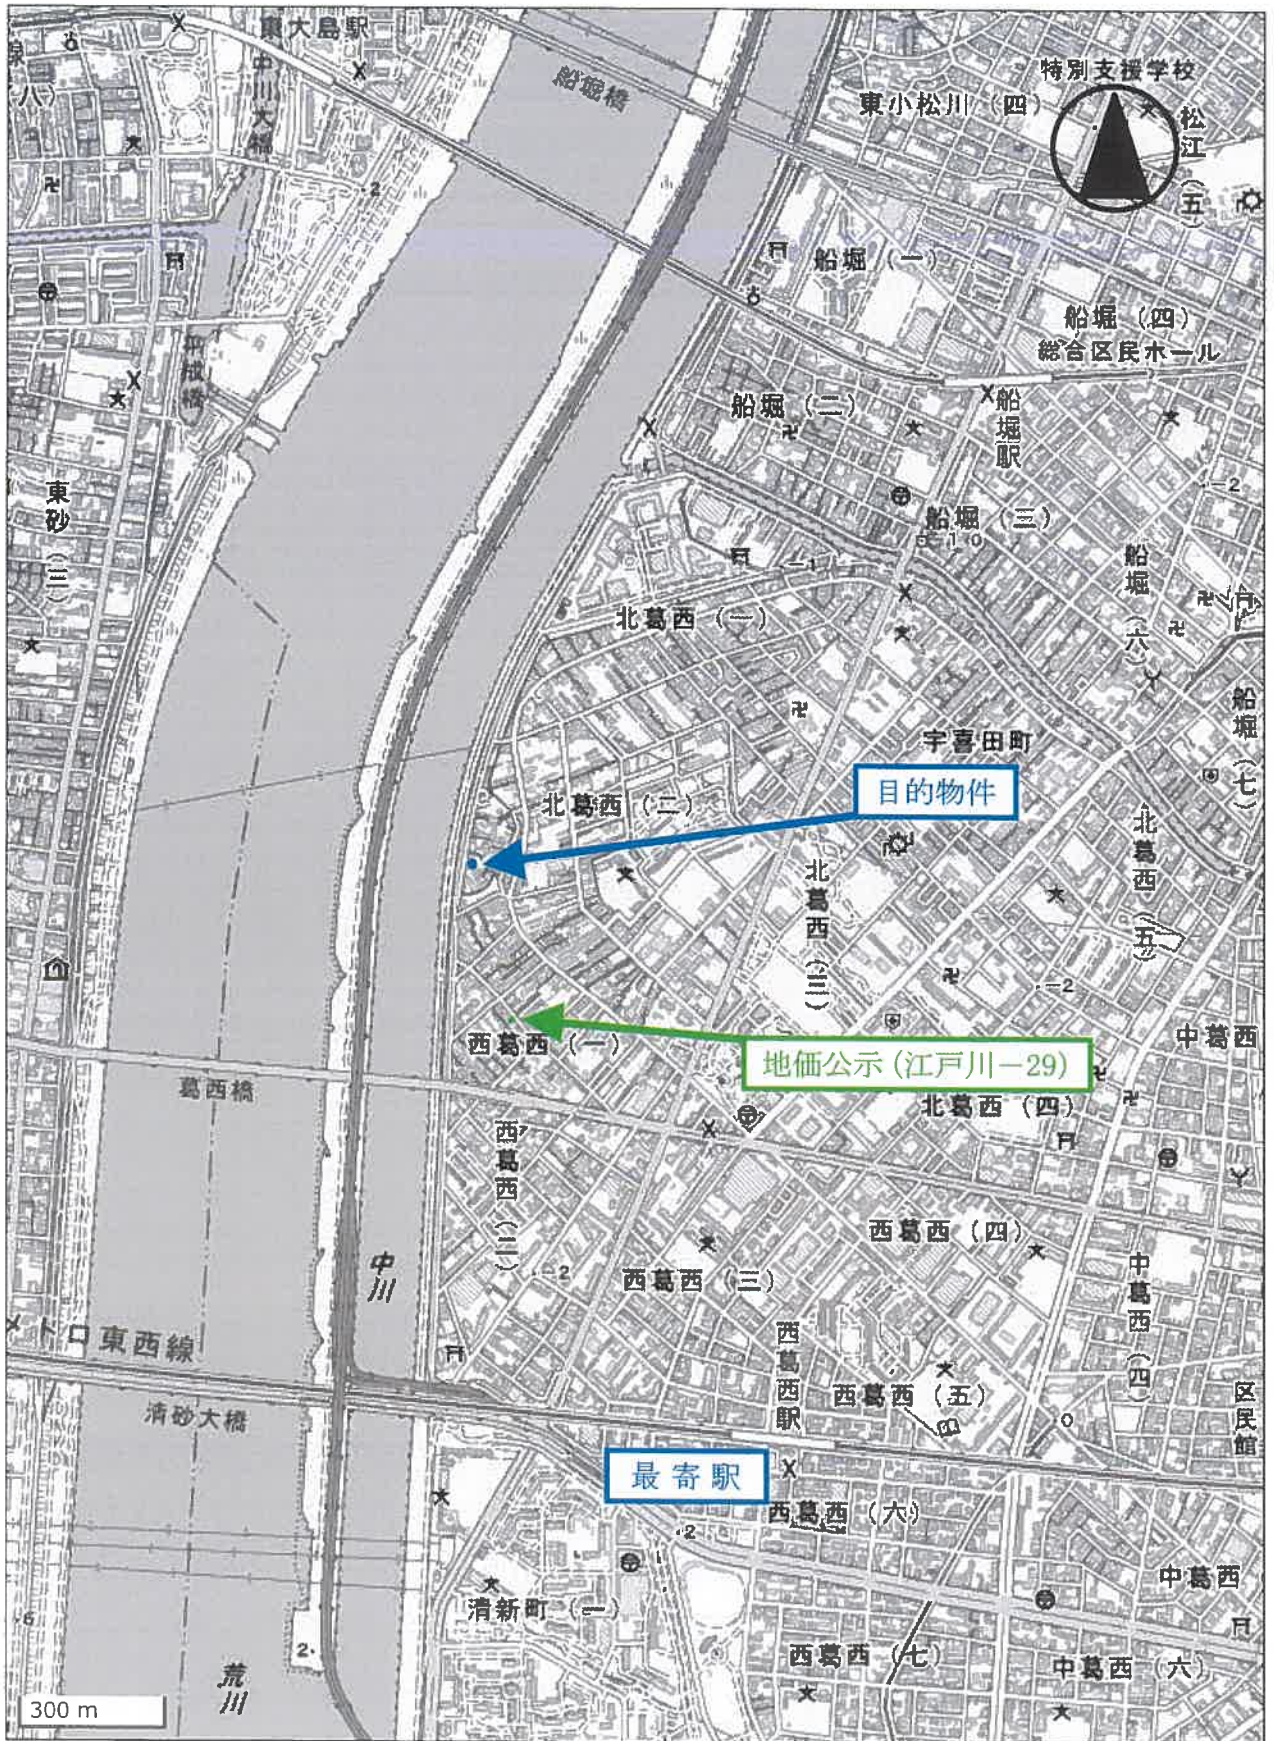 東大島駅
中川大橋
船堀橋
特別支援学校
東小松川（四）
松江（五）
（八）
船堀（一）
船堀（四）
総合区民ホール
平成橋
船堀（二）
船堀駅
東砂（三）
船堀（三）
船堀（六）
北葛西（一）
船堀（七）
宇喜田町
目的物件
北葛西（二）
北葛西（三）
北葛西（五）
西葛西（一）
地価公示（江戸川－29）
中葛西
葛西橋
北葛西（四）
西葛西（二）
西葛西（四）
中川
西葛西（三）
中葛西（四）
メトロ東西線
西葛西駅
西葛西（五）
区民館
清砂大橋
最寄駅
西葛西（六）
中葛西
清新町（一）
西葛西（七）
中葛西（六）
荒川
300 m